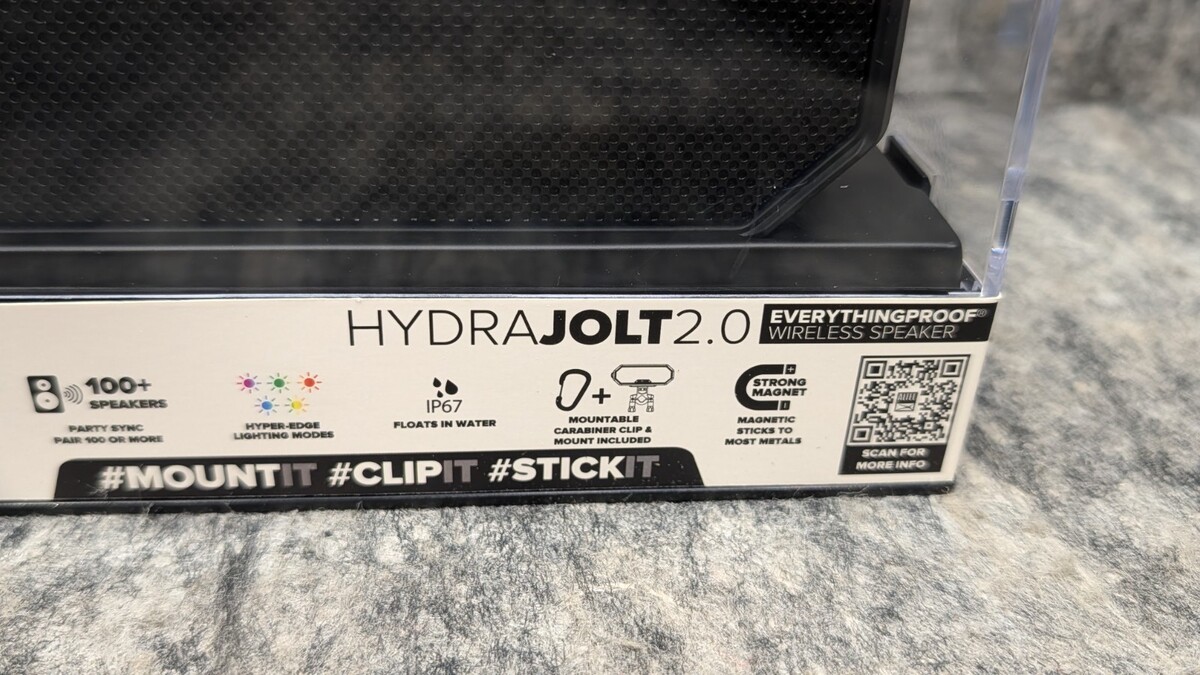 HYDRAJOLT2.0
EVERYTHINGPROOF®
WIRELESS SPEAKER
100+
SPEAKERS
PARTY SYNC
PAIR 100 OR MORE
HYPER-EDGE
LIGHTING MODES
IP67
FLOATS IN WATER
+
MOUNTABLE
CARABINER CLIP &
MOUNT INCLUDED
+
STRONG
MAGNET
MAGNETIC
STICKS TO
MOST METALS
ALTEC
SCAN FOR
MORE INFO
#MOUNTIT #CLIPIT #STICKIT